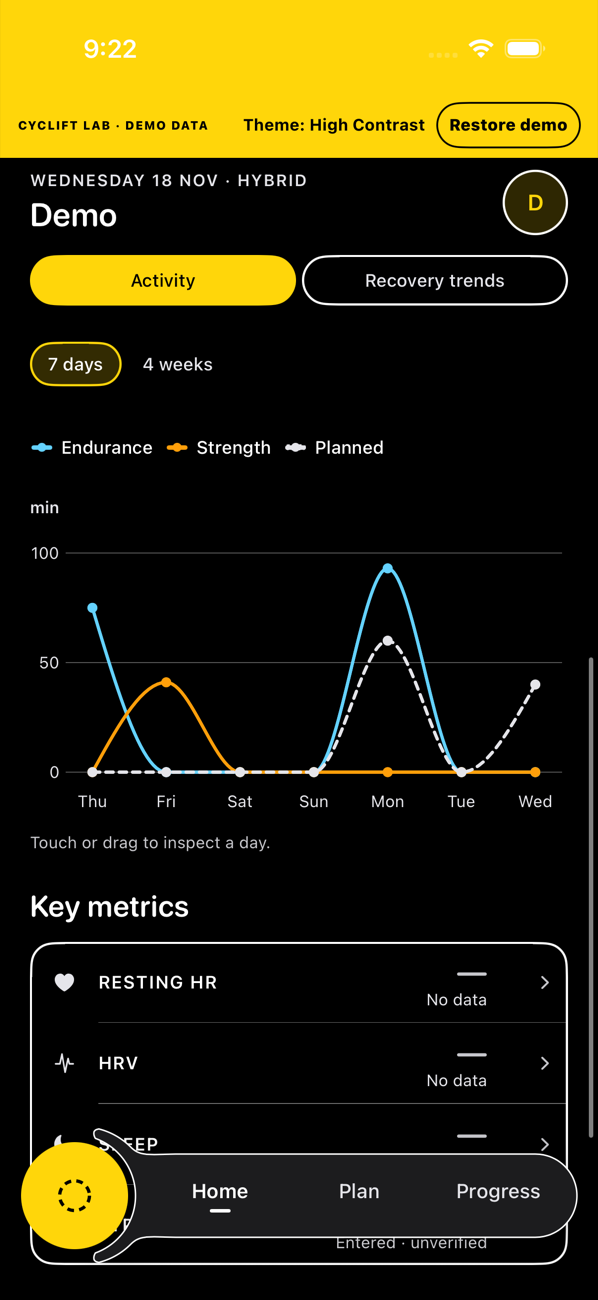 9:22
CYCLIFT LAB · DEMO DATA
Theme: High Contrast
Restore demo
WEDNESDAY 18 NOV · HYBRID
Demo
D
Activity
Recovery trends
7 days
4 weeks
Endurance
Strength
Planned
min
100
50
0
Thu Fri Sat Sun Mon Tue Wed
Touch or drag to inspect a day.
Key metrics
RESTING HR
No data
HRV
No data
Home
Plan
Progress
Entered · unverified